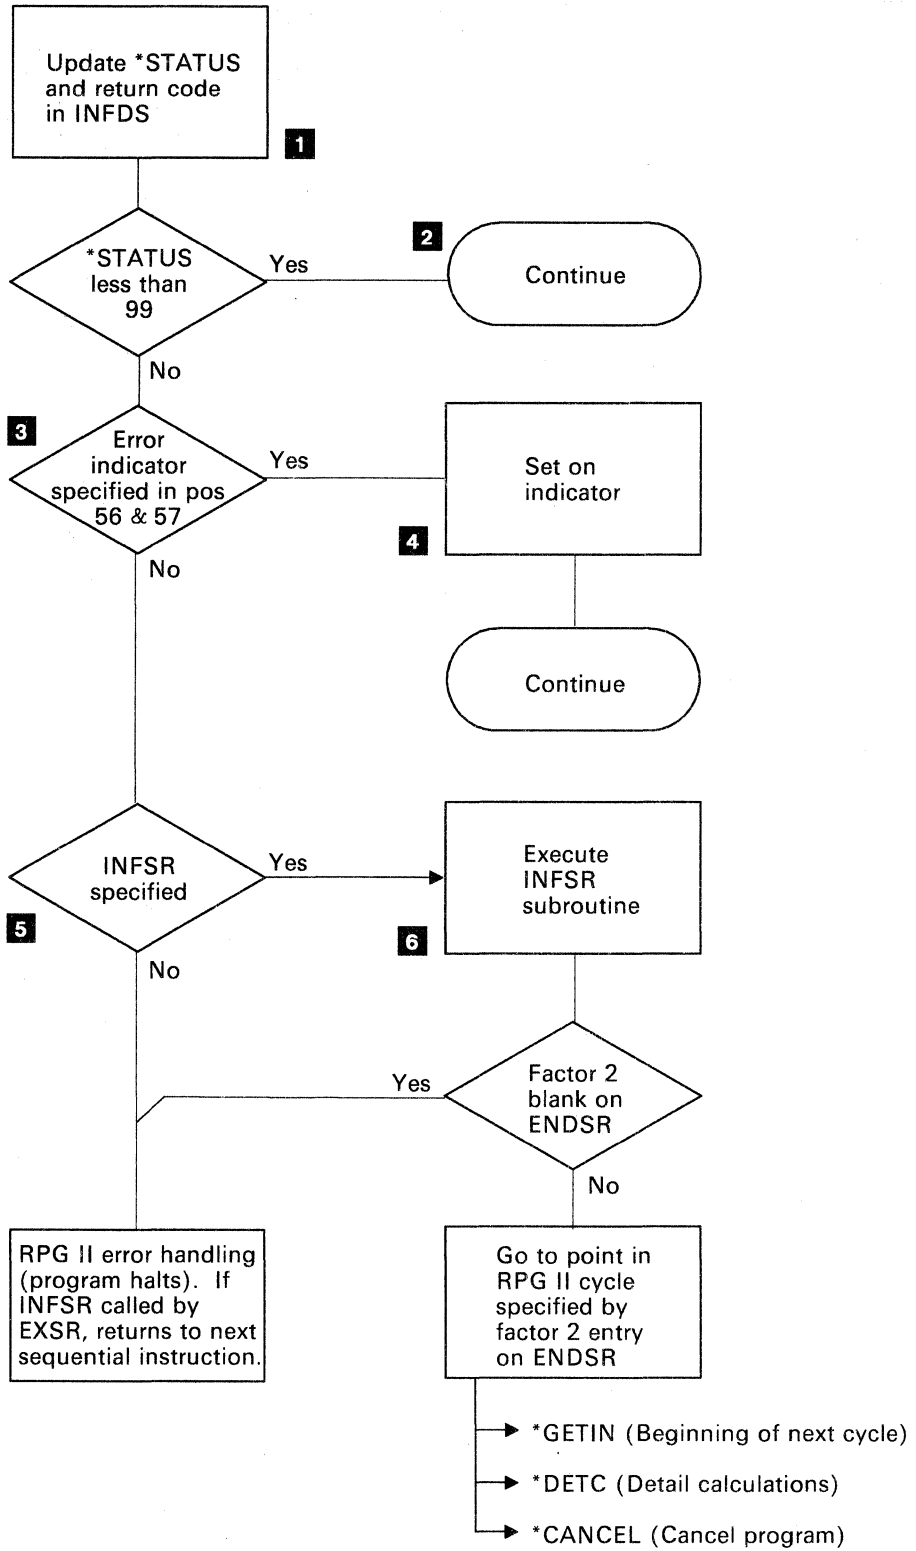 Update *STATUS
and return code
in INFDS
1
*STATUS
less than
99
Yes
2
Continue
No
3
Error
indicator
specified in pos
56 & 57
Yes
Set on
indicator
4
No
Continue
INFSR
specified
Yes
Execute
INFSR
subroutine
5
6
No
Factor 2
blank on
ENDSR
Yes
No
RPG II error handling
(program halts). If
INFSR called by
EXSR, returns to next
sequential instruction.
Go to point in
RPG II cycle
specified by
factor 2 entry
on ENDSR
*GETIN (Beginning of next cycle)
*DETC (Detail calculations)
*CANCEL (Cancel program)